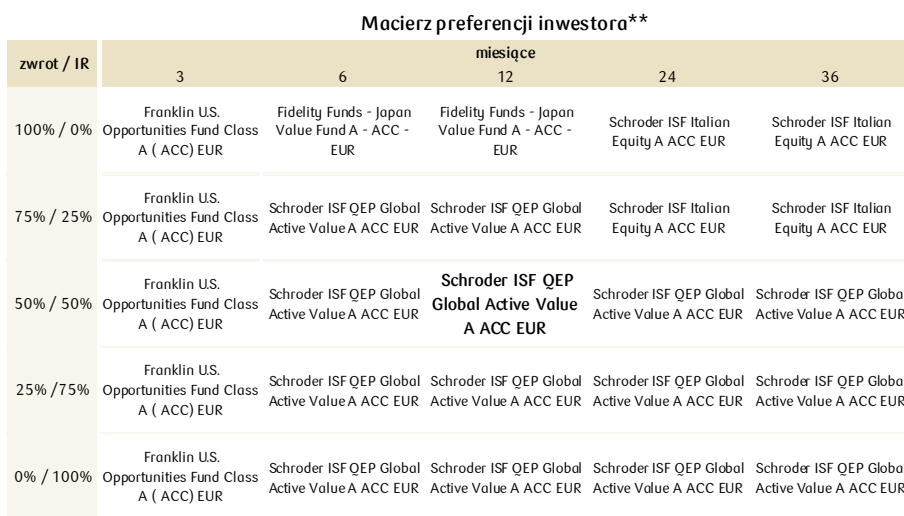 Macierz preferencji inwestora**
zwrot / IR
miesiące
3 6 12 24 36
100% / 0%
Franklin U.S.
Opportunities Fund Class
A ( ACC) EUR
Fidelity Funds - Japan
Value Fund A - ACC -
EUR
Fidelity Funds - Japan
Value Fund A - ACC -
EUR
Schroder ISF Italian
Equity A ACC EUR
Schroder ISF Italian
Equity A ACC EUR
75% / 25%
Franklin U.S.
Opportunities Fund Class
A ( ACC) EUR
Schroder ISF QEP Global
Active Value A ACC EUR
Schroder ISF QEP Global
Active Value A ACC EUR
Schroder ISF Italian
Equity A ACC EUR
Schroder ISF Italian
Equity A ACC EUR
50% / 50%
Franklin U.S.
Opportunities Fund Class
A ( ACC) EUR
Schroder ISF QEP Global
Active Value A ACC EUR
Schroder ISF QEP
Global Active Value
A ACC EUR
Schroder ISF QEP Global
Active Value A ACC EUR
Schroder ISF QEP Globa
Active Value A ACC EUR
25% /75%
Franklin U.S.
Opportunities Fund Class
A ( ACC) EUR
Schroder ISF QEP Global
Active Value A ACC EUR
Schroder ISF QEP Global
Active Value A ACC EUR
Schroder ISF QEP Global
Active Value A ACC EUR
Schroder ISF QEP Globa
Active Value A ACC EUR
0% / 100%
Franklin U.S.
Opportunities Fund Class
A ( ACC) EUR
Schroder ISF QEP Global
Active Value A ACC EUR
Schroder ISF QEP Global
Active Value A ACC EUR
Schroder ISF QEP Global
Active Value A ACC EUR
Schroder ISF QEP Globa
Active Value A ACC EUR